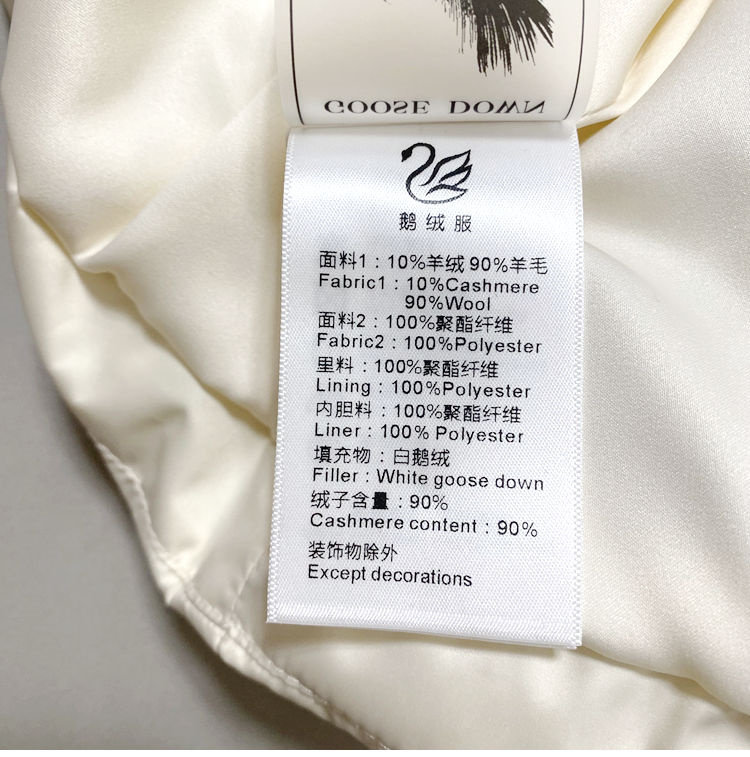 GOOSE DOWN
鹅绒服
面料1：10%羊绒 90%羊毛
Fabric1 : 10%Cashmere
90%Wool
面料2：100%聚酯纤维
Fabric2 : 100%Polyester
里料：100%聚酯纤维
Lining : 100%Polyester
内胆料：100%聚酯纤维
Liner : 100% Polyester
填充物：白鹅绒
Filler : White goose down
绒子含量：90%
Cashmere content : 90%
装饰物除外
Except decorations